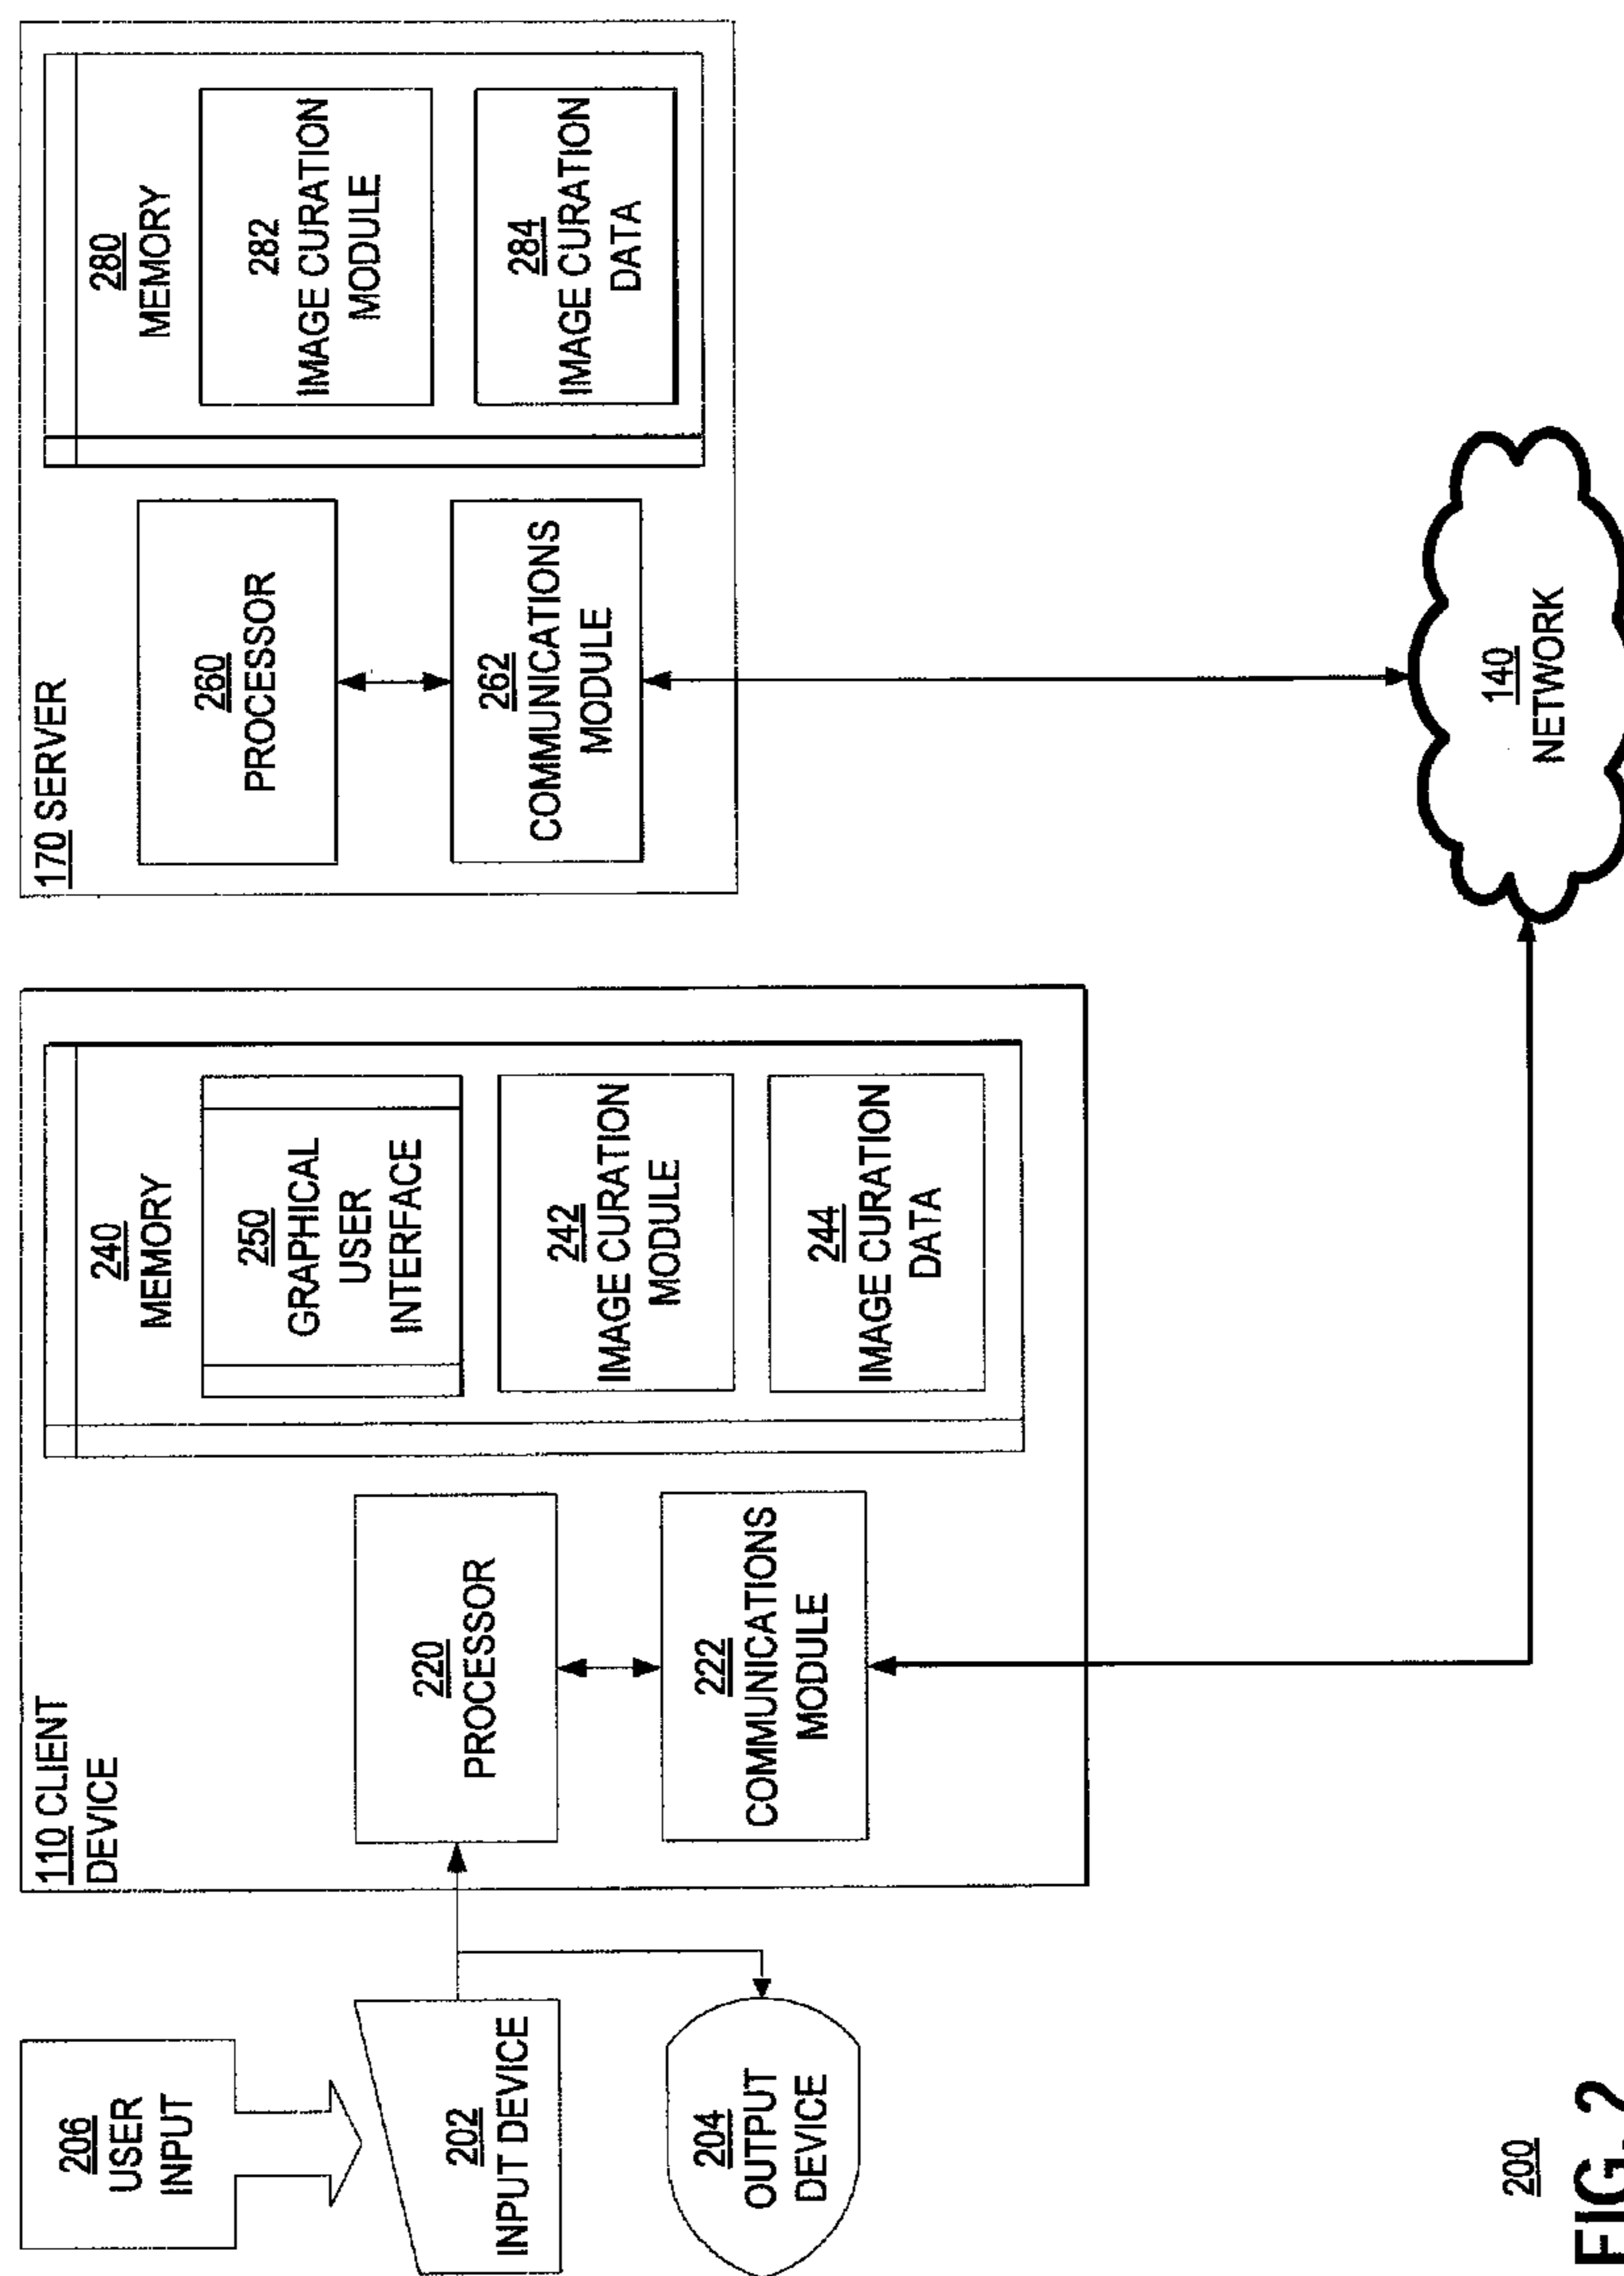 206
USER
INPUT
202
INPUT DEVICE
204
OUTPUT
DEVICE
110 CLIENT
DEVICE
220
PROCESSOR
222
COMMUNICATIONS
MODULE
240
MEMORY
250
GRAPHICAL
USER
INTERFACE
242
IMAGE CURATION
MODULE
244
IMAGE CURATION
DATA
170 SERVER
260
PROCESSOR
262
COMMUNICATIONS
MODULE
280
MEMORY
282
IMAGE CURATION
MODULE
284
IMAGE CURATION
DATA
140
NETWORK
200
FIG. 2